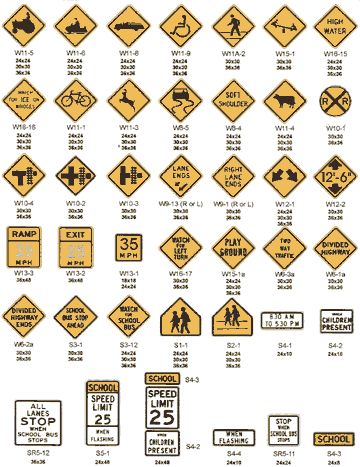 HIGH
WATER
W11-5
W11-6
W11-8
W11-9
W11A-2
W15-1
W16-15
24x24
30x30
36x36
24x24
30x30
36x36
24x24
30x30
36x36
24x24
30x30
36x36
30x30
36x36
24x24
30x30
36x36
24x24
30x30
36x36
WATCH
FOR ICE ON
BRIDGES
SOFT
SHOULDER
R R
W16-16
W11-1
W11-3
W8-5
W8-4
W11-4
W10-1
24x24
30x30
36x36
24x24
30x30
36x36
24x24
30x30
36x36
24x24
30x30
36x36
24x24
30x30
36x36
24x24
30x30
36x36
30x30
36x36
LANE
ENDS
RIGHT
LANE
ENDS
12'-6"
W10-4
W10-2
W10-3
W9-13 (R or L)
W9-1 (R or L)
W12-1
W12-2
30x30
36x36
30x30
36x36
30x30
36x36
30x30
36x36
30x30
36x36
24x24
30x30
36x36
24x24
30x30
36x36
RAMP
MPH
EXIT
MPH
35
MPH
WATCH
FOR
LEFT
TURN
PLAY
GROUND
TWO
WAY
TRAFFIC
DIVIDED
HIGHWAY
W13-3
W13-2
W13-1
W16-17
W15-1a
W6-3a
W6-1a
36x48
36x48
18x18
24x24
30x30
36x36
24x24
30x30
36x36
30x30
36x36
30x30
36x36
DIVIDED
HIGHWAY
ENDS
SCHOOL
BUS STOP
AHEAD
WATCH
FOR
SCHOOL
BUS
8:30 AM
TO 5:30 PM
WHEN
CHILDREN
PRESENT
W6-2a
S3-1
S3-12
S1-1
S2-1
S4-1
S4-2
30x30
36x36
30x30
36x36
24x24
30x30
36x36
30x30
36x36
30x30
36x36
24x10
24x10
ALL
LANES
STOP
WHEN
SCHOOL BUS
STOPS
SCHOOL
SPEED
LIMIT
25
WHEN
FLASHING
SCHOOL
S4-3
SPEED
LIMIT
25
WHEN
CHILDREN
PRESENT
S4-2
WHEN
FLASHING
STOP
WHEN
SCHOOL BUS
STOPS
SCHOOL
SR5-12
S5-1
S4-4
SR5-11
S4-3
36x36
24x48
24x48
24x10
24x24
24x8